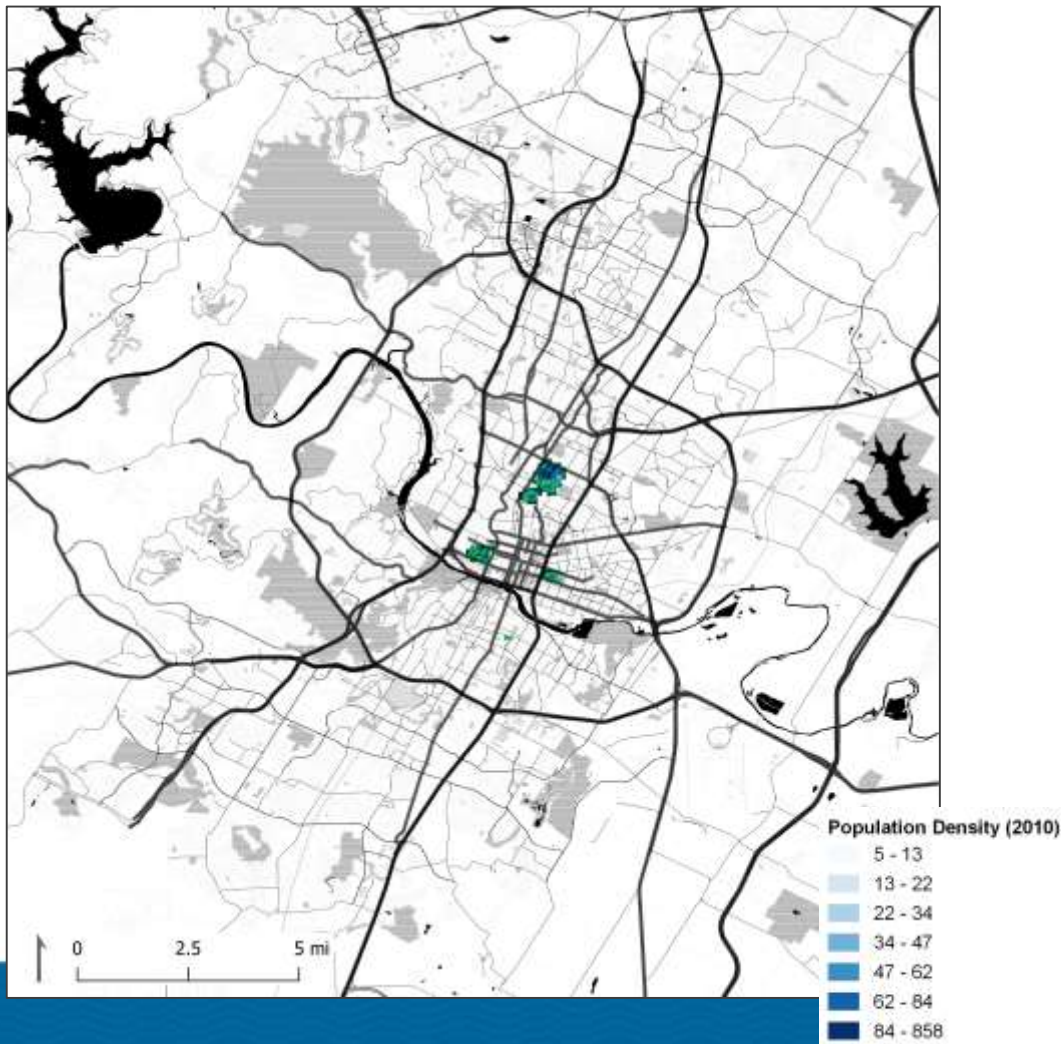 0 2.5 5 mi
Population Density (2010)
5 - 13
13 - 22
22 - 34
34 - 47
47 - 62
62 - 84
84 - 858